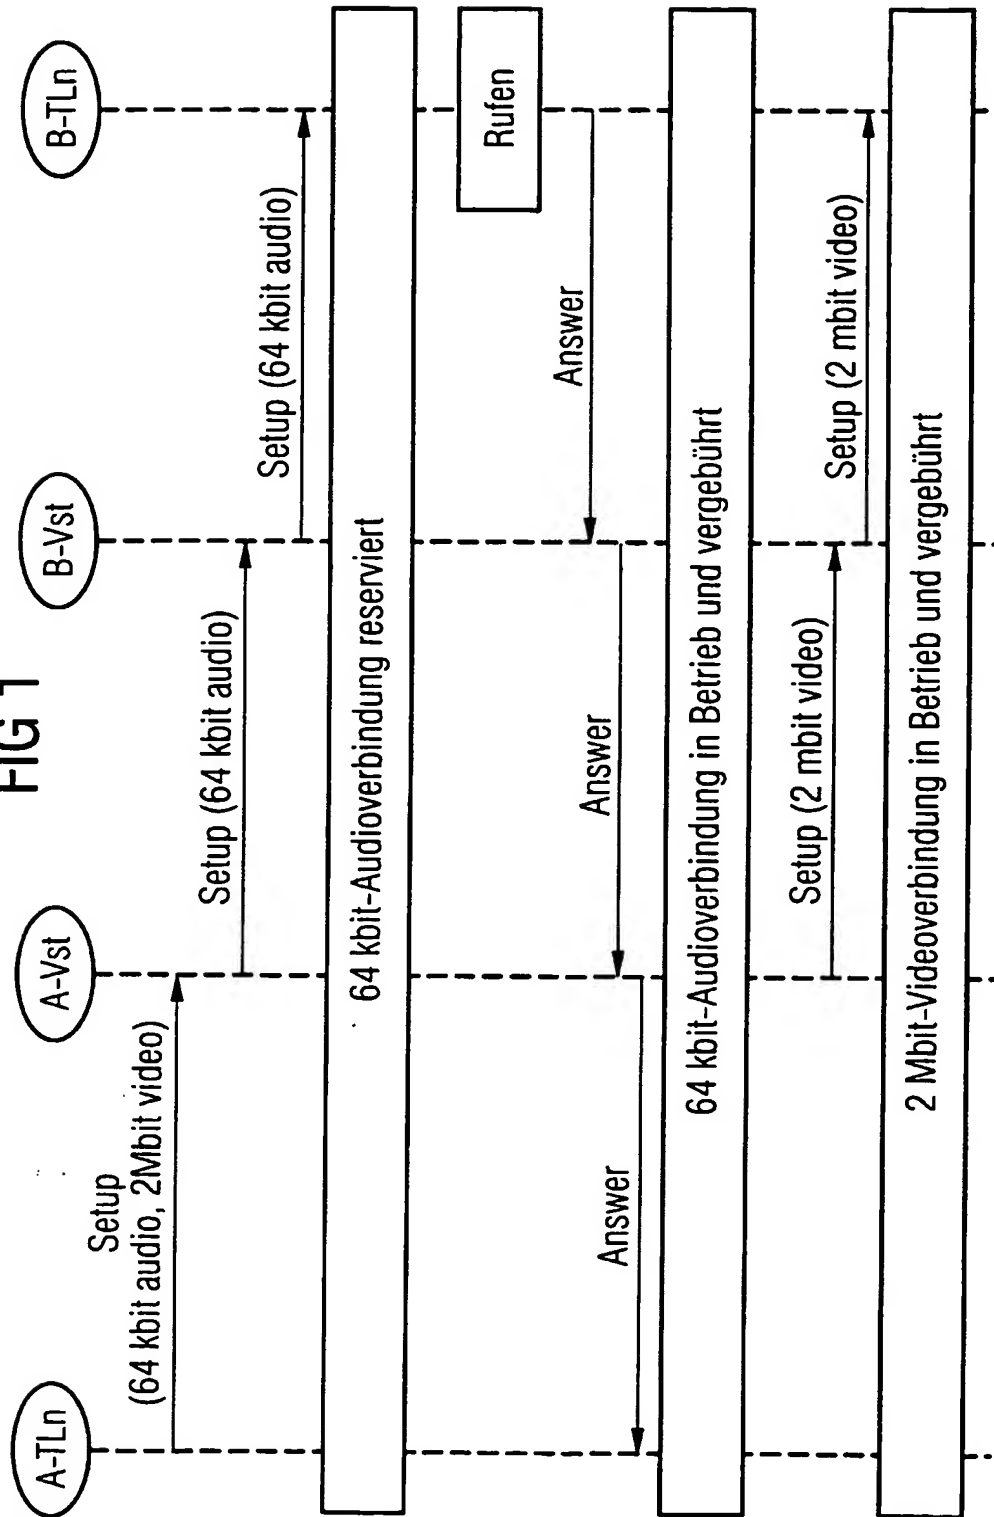 FIG 1
A-TLn
A-Vst
B-Vst
B-TLn
Setup
(64 kbit audio, 2Mbit video)
Setup (64 kbit audio)
Setup (64 kbit audio)
64 kbit-Audioverbindung reserviert
Rufen
Answer
Answer
Answer
64 kbit-Audioverbindung in Betrieb und vergebührt
Setup (2 mbit video)
Setup (2 mbit video)
2 Mbit-Videoverbindung in Betrieb und vergebührt